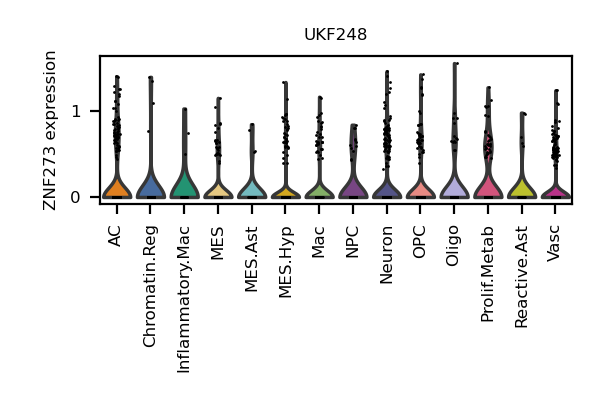 UKF248
ZNF273 expression
1
0
AC
Chromatin.Reg
Inflammatory.Mac
MES
MES.Ast
MES.Hyp
Mac
NPC
Neuron
OPC
Oligo
Prolif.Metab
Reactive.Ast
Vasc